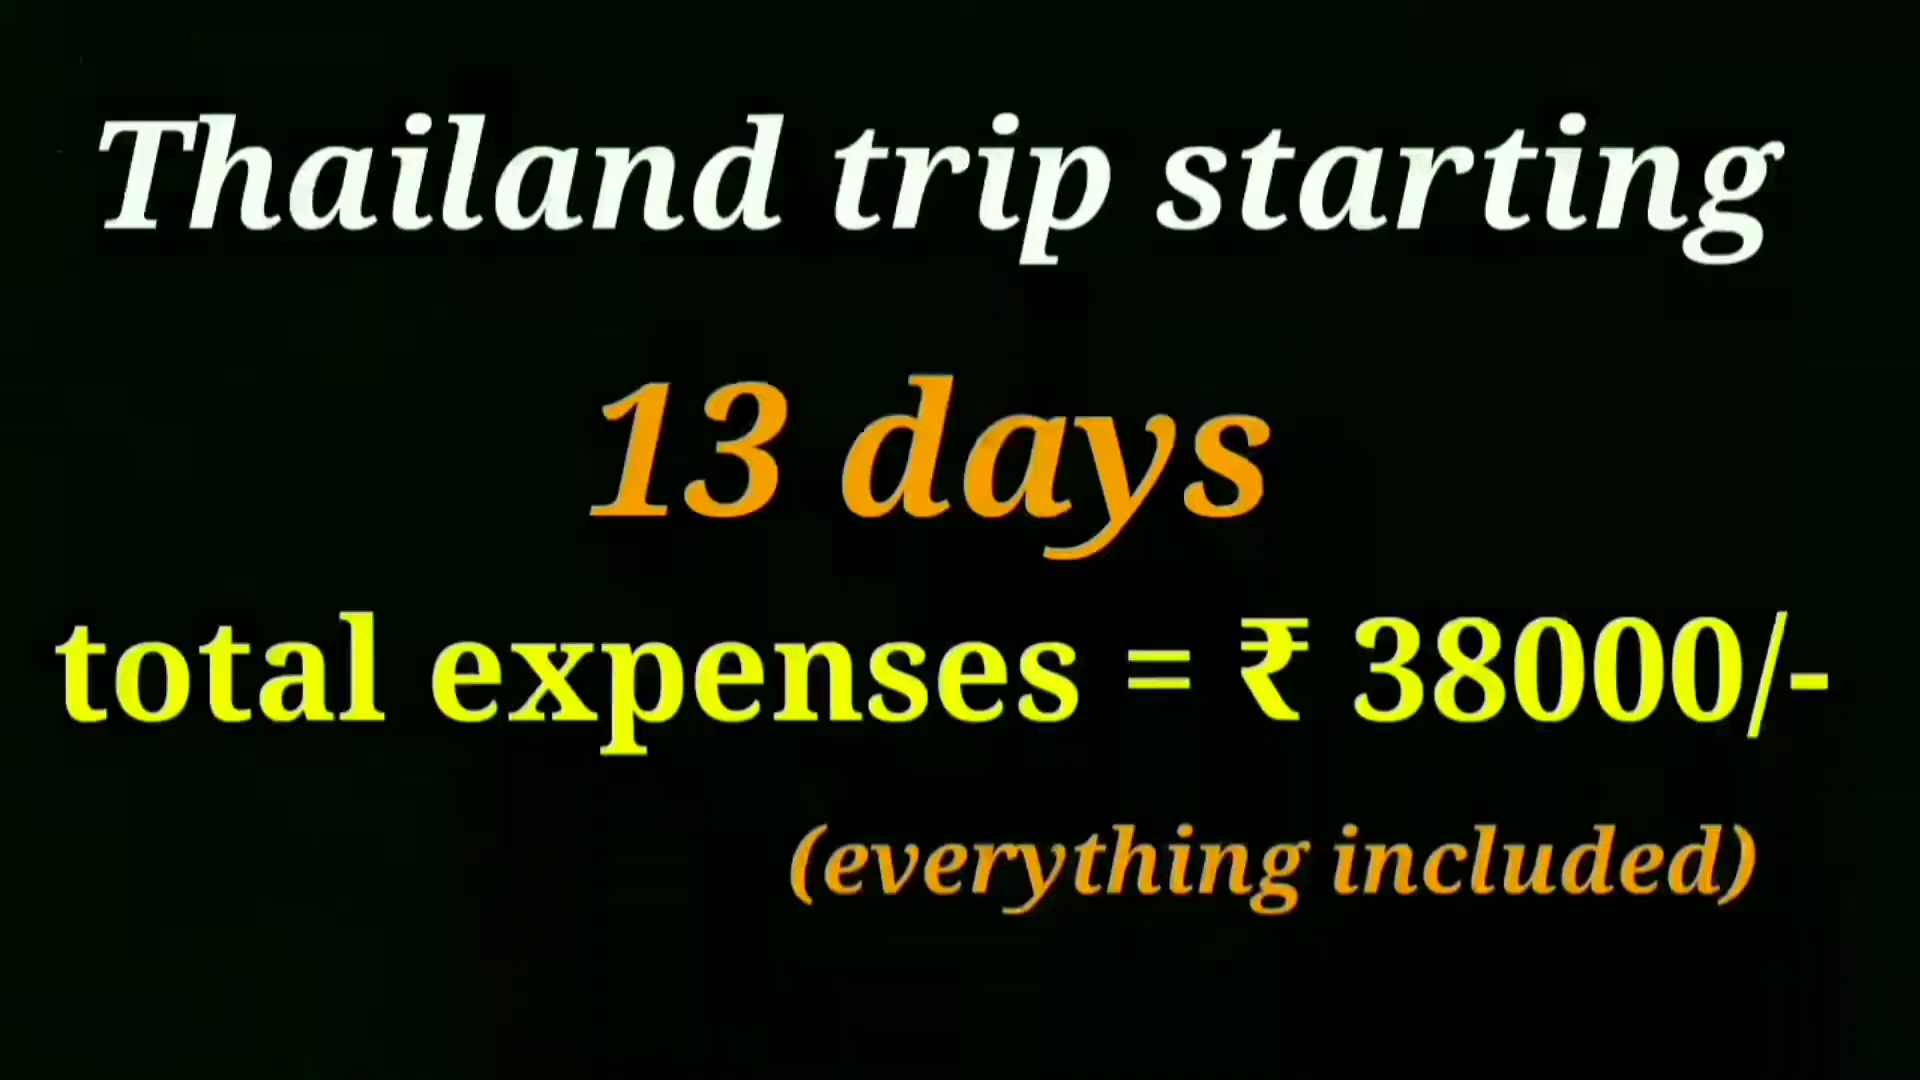 Thailand trip starting
13 days
total expenses = ₹ 38000/-
(everything included)